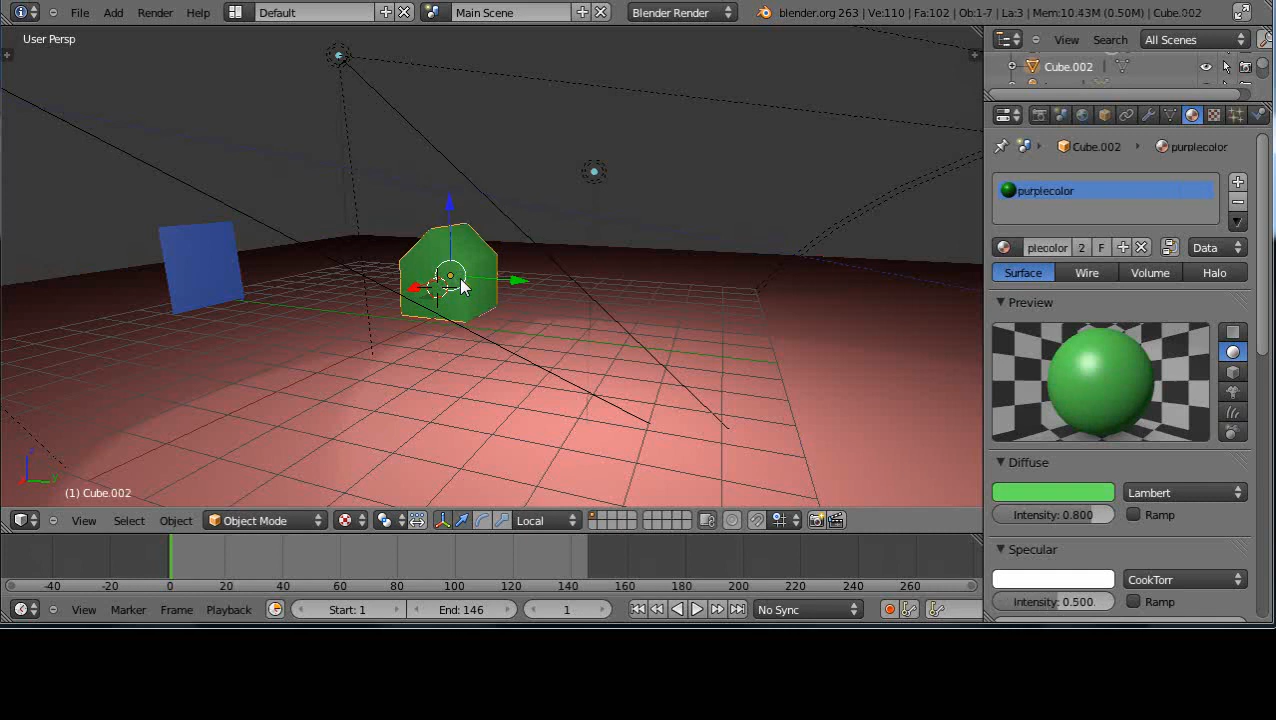 File Add Render Help Default Main Scene Blender Render blender.org 263 | Ve:110 | Fa:102 | Ob:1-7 | La:3 | Mem:10.43M (0.50M) | Cube.002
User Persp
View Search All Scenes
Cube.002
Cube.002 purplecolor
purplecolor
plecolor 2 F Data
Surface Wire Volume Halo
Preview
Diffuse
Lambert
Intensity: 0.800 Ramp
Specular
CookTorr
Intensity: 0.500 Ramp
z
x y
(1) Cube.002
View Select Object Object Mode Local
-40 -20 0 20 40 60 80 100 120 140 160 180 200 220 240 260
View Marker Frame Playback Start: 1 End: 146 1 No Sync